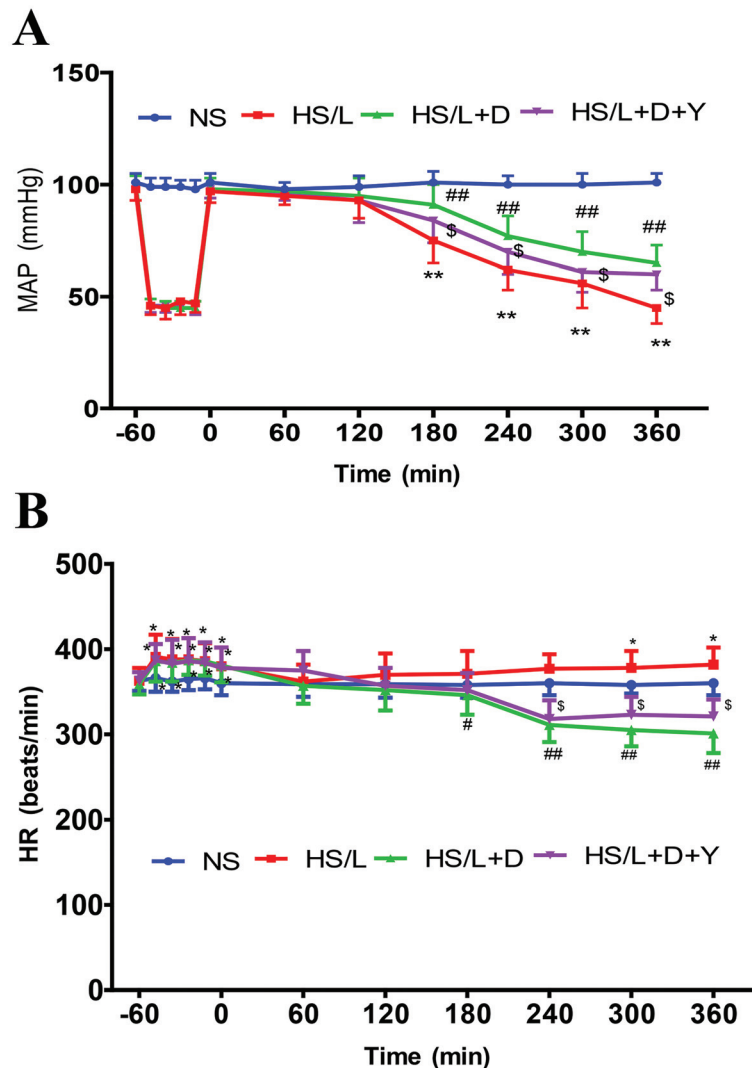 A
150
NS HS/L HS/L+D HS/L+D+Y
MAP (mmHg)
100
50
0
## ## ## ##
$ $ $ $
** ** ** **
-60 0 60 120 180 240 300 360
Time (min)
B
500
400
300
200
100
0
HR (beats/min)
* * * * * *
* * * * *
* * * * *
* *
$ $ $
# ## ## ##
NS HS/L HS/L+D HS/L+D+Y
-60 0 60 120 180 240 300 360
Time (min)